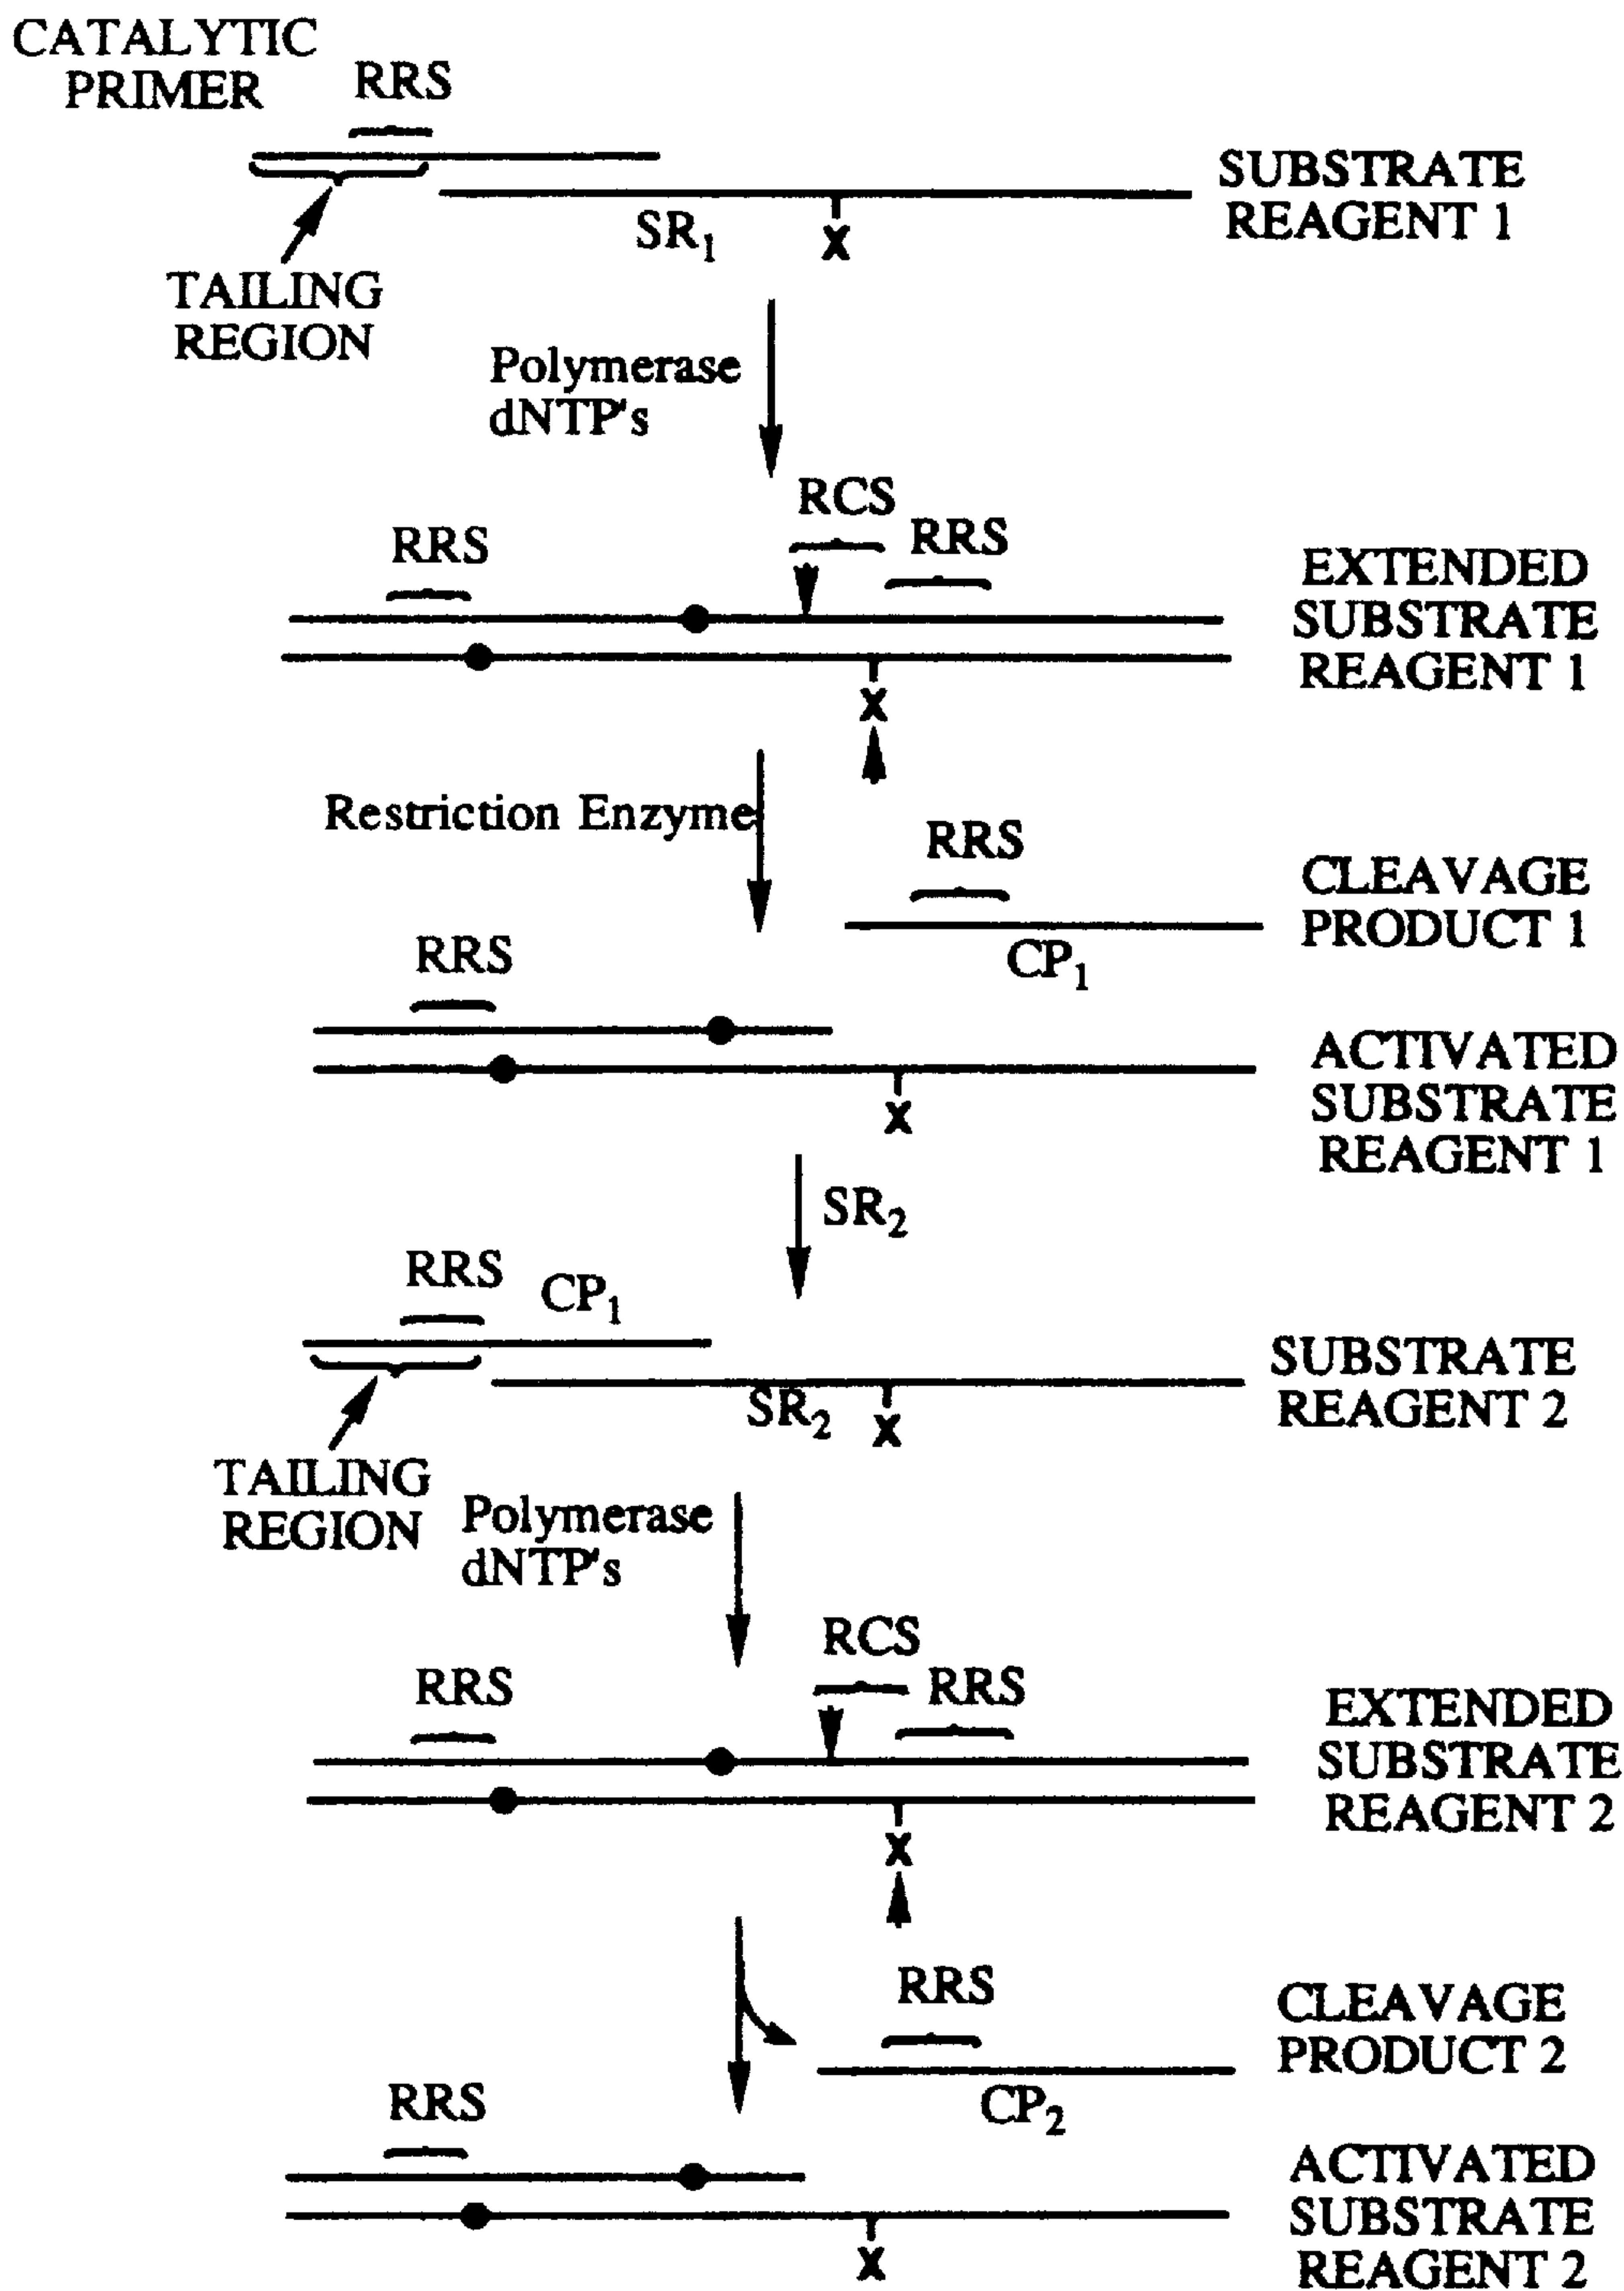 CATALYTIC
PRIMER
RRS
SUBSTRATE
REAGENT 1
SR₁
X
TAILING
REGION
Polymerase
dNTP's
RCS
RRS
RRS
EXTENDED
SUBSTRATE
REAGENT 1
X
Restriction Enzyme
RRS
CLEAVAGE
PRODUCT 1
CP₁
RRS
ACTIVATED
SUBSTRATE
REAGENT 1
X
SR₂
RRS
CP₁
SUBSTRATE
REAGENT 2
SR₂
X
TAILING
REGION
Polymerase
dNTP's
RCS
RRS
RRS
EXTENDED
SUBSTRATE
REAGENT 2
X
RRS
CLEAVAGE
PRODUCT 2
CP₂
RRS
ACTIVATED
SUBSTRATE
REAGENT 2
X